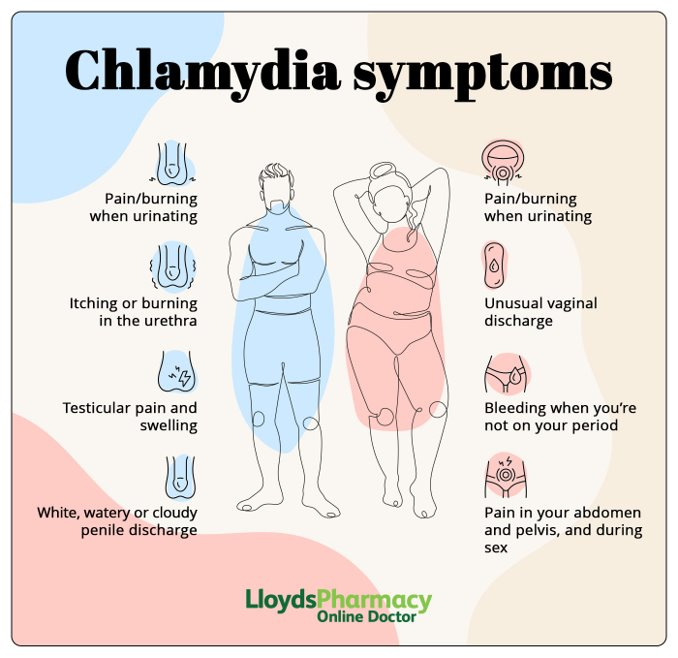 Chlamydia symptoms
Pain/burning
when urinating
Itching or burning
in the urethra
Testicular pain and
swelling
White, watery or cloudy
penile discharge
Pain/burning
when urinating
Unusual vaginal
discharge
Bleeding when you’re
not on your period
Pain in your abdomen
and pelvis, and during
sex
LloydsPharmacy
Online Doctor